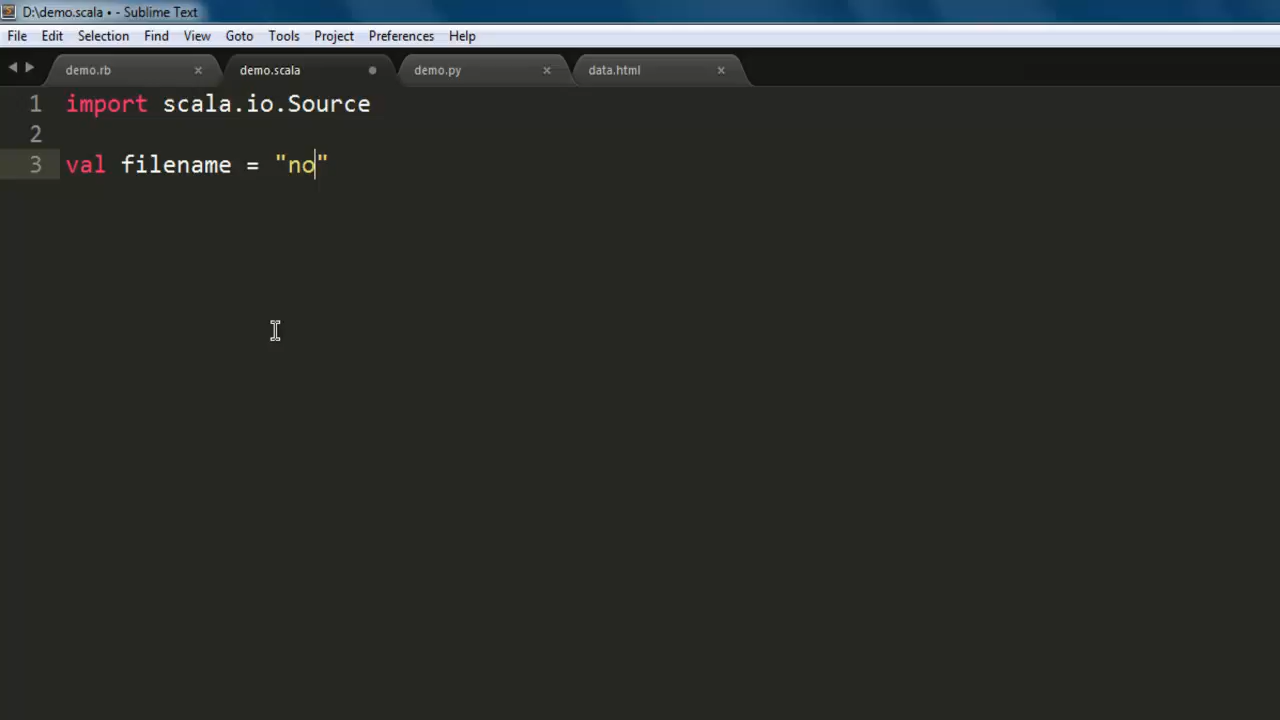 D:\demo.scala • - Sublime Text
File Edit Selection Find View Goto Tools Project Preferences Help
demo.rb demo.scala demo.py data.html
1 import scala.io.Source
2
3 val filename = "no"